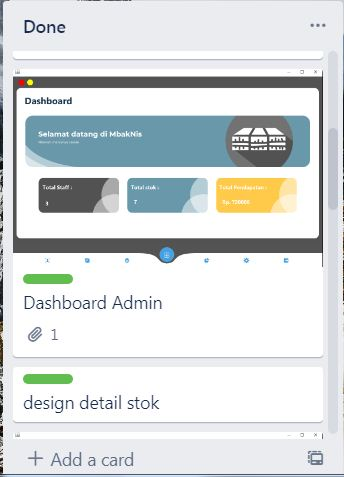 Done
Dashboard
Selamat datang di MbakNis
Total Staff :
Total stok :
Total Pendapatan :
3
7
Rp. 720000
Dashboard Admin
1
design detail stok
+ Add a card